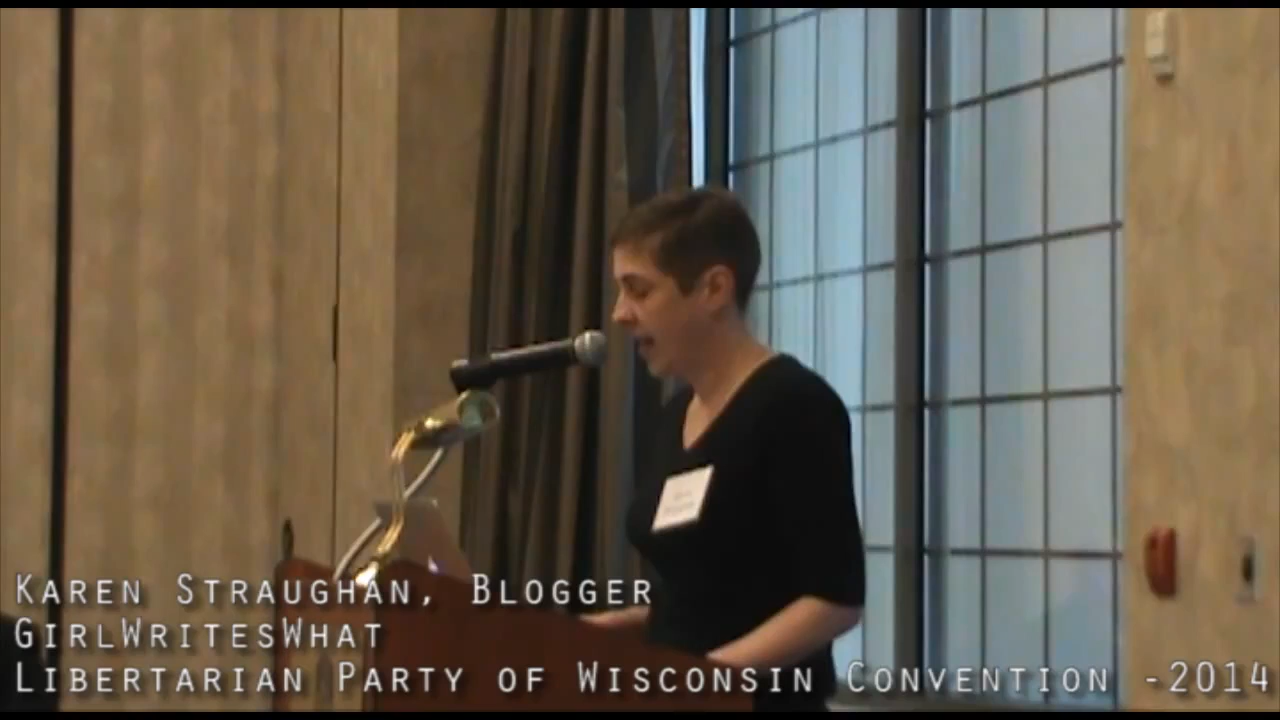 Karen Straughan, Blogger
GirlWritesWhat
Libertarian Party of Wisconsin Convention -2014